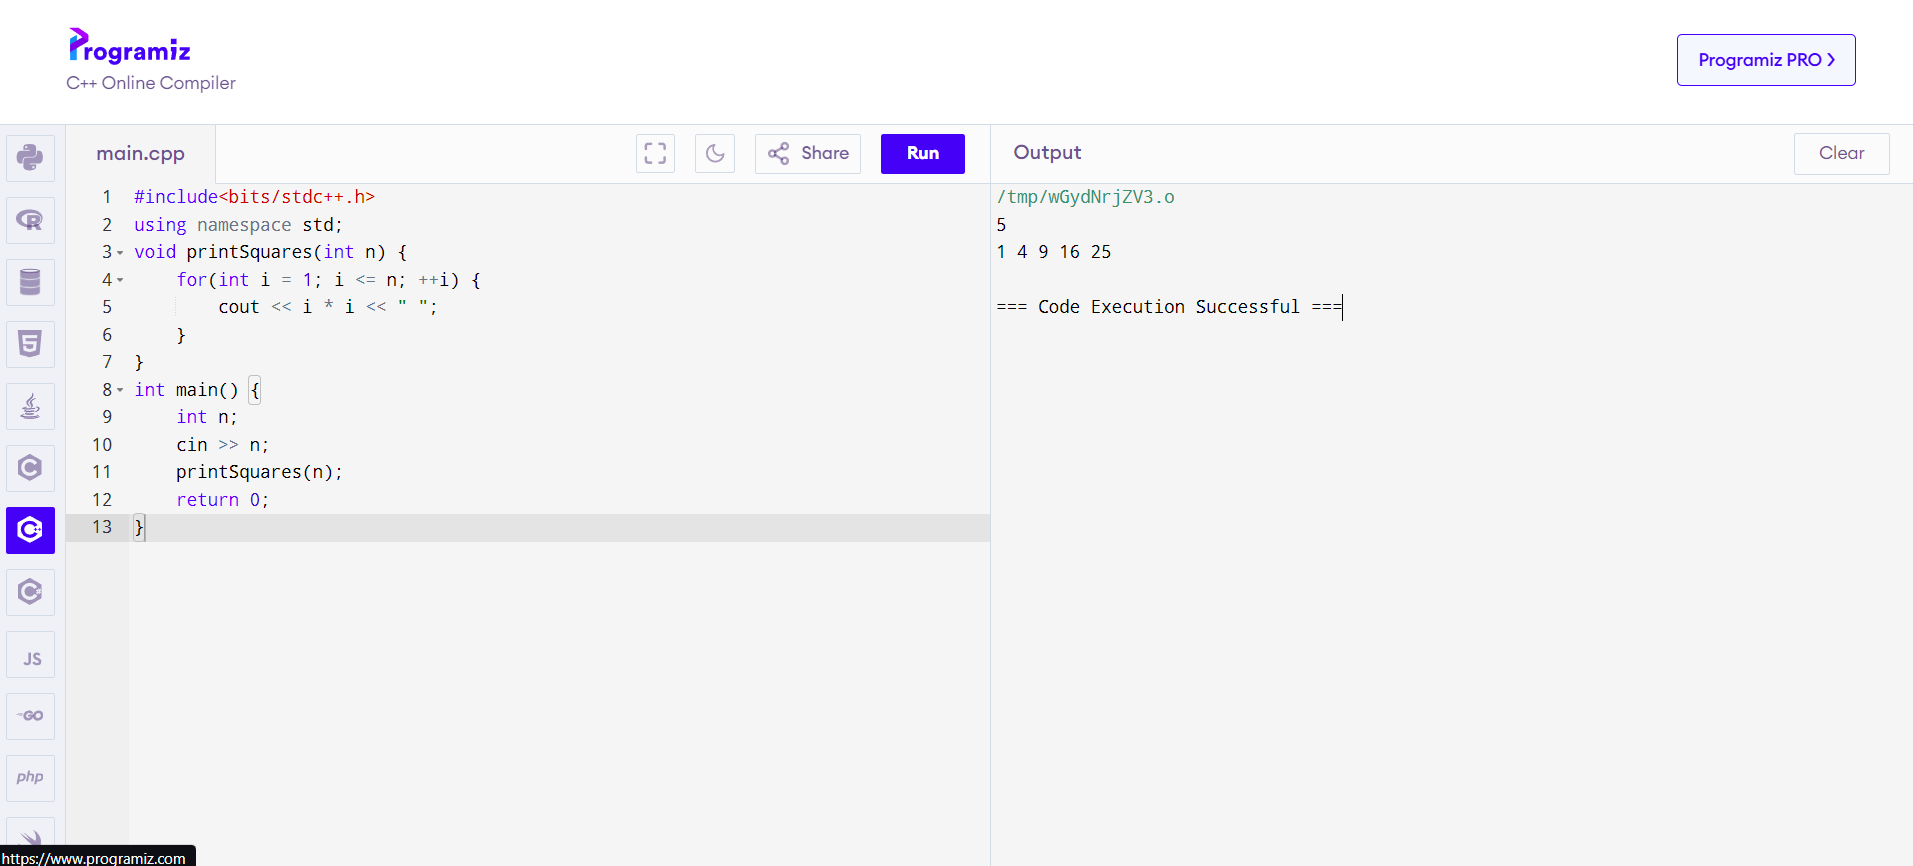 Programiz
C++ Online Compiler
Programiz PRO >
main.cpp
Share
Run
Output
Clear
1 #include<bits/stdc++.h>
2 using namespace std;
3 void printSquares(int n) {
4     for(int i = 1; i <= n; ++i) {
5         cout << i * i << " ";
6     }
7 }
8 int main() {
9     int n;
10     cin >> n;
11     printSquares(n);
12     return 0;
13 }
/tmp/wGydNrjZV3.o
5
1 4 9 16 25
=== Code Execution Successful ===
R
5
C
C++
C#
JS
GO
php
https://www.programiz.com